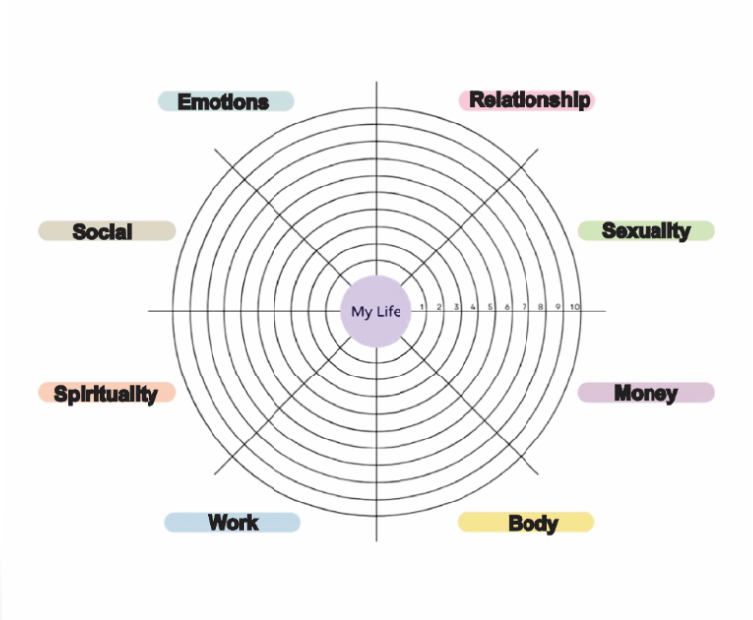 Emotions
Relationship
Social
Sexuality
My Life
1 2 3 4 5 6 7 8 9 10
Spirituality
Money
Work
Body